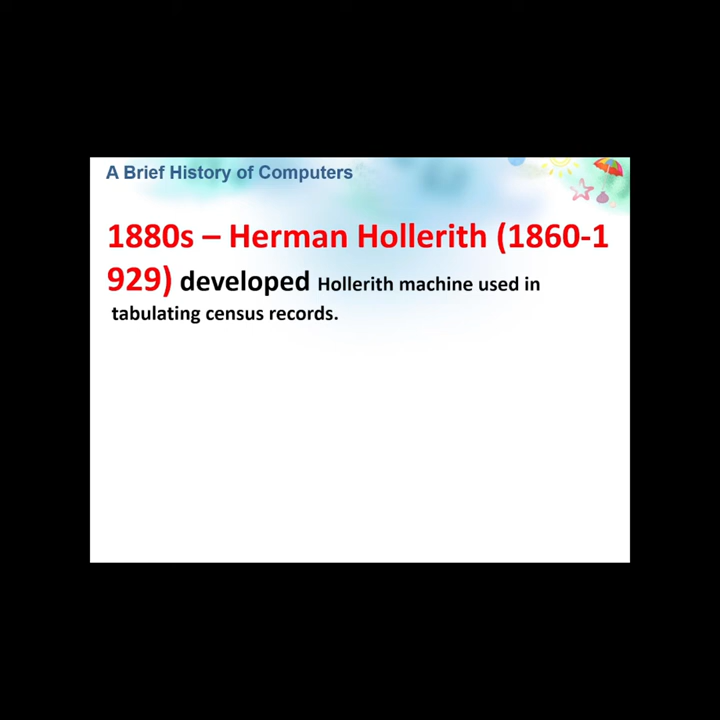 A Brief History of Computers
1880s – Herman Hollerith (1860-1
929) developed Hollerith machine used in
tabulating census records.